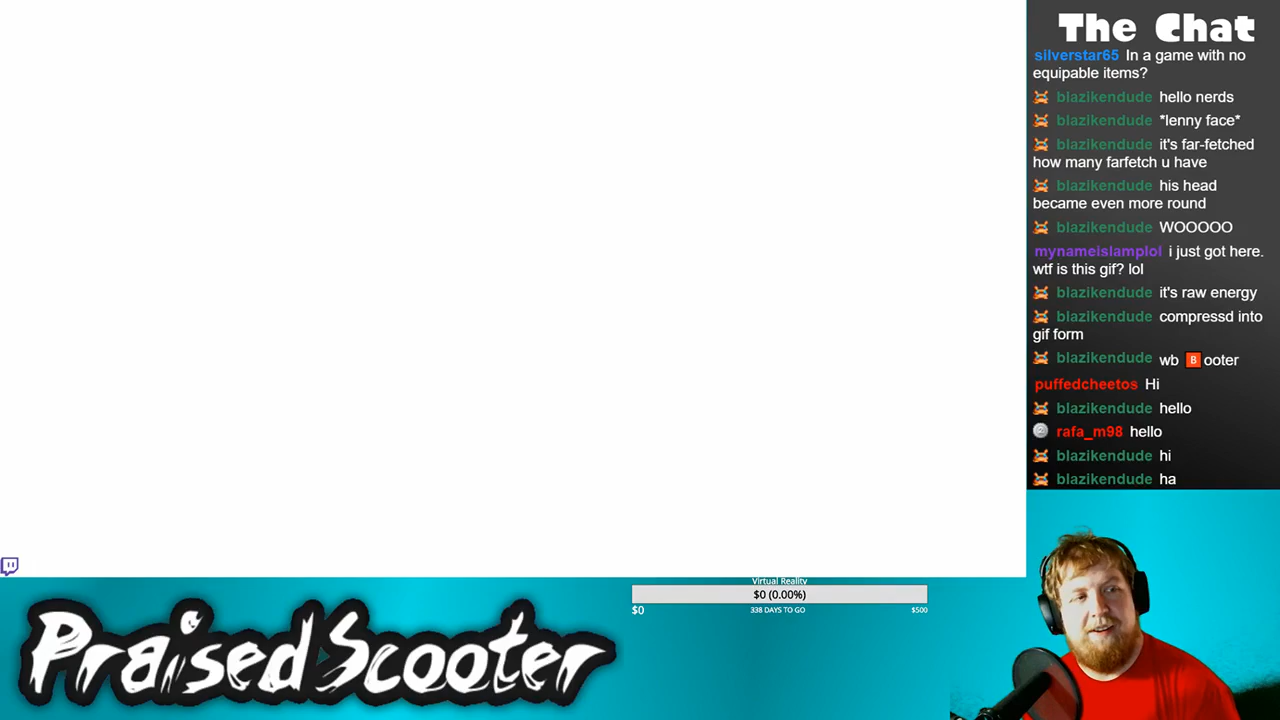 The Chat
silverstar65 In a game with no
equipable items?
blazikendude hello nerds
blazikendude *lenny face*
blazikendude it's far-fetched
how many farfetch u have
blazikendude his head
became even more round
blazikendude WOOOOO
mynameislamplol i just got here.
wtf is this gif? lol
blazikendude it's raw energy
blazikendude compressd into
gif form
blazikendude wb B ooter
puffedcheetos Hi
blazikendude hello
2 rafa_m98 hello
blazikendude hi
blazikendude ha
Virtual Reality
$0 (0.00%)
$0 338 DAYS TO GO $500
PraisedScooter